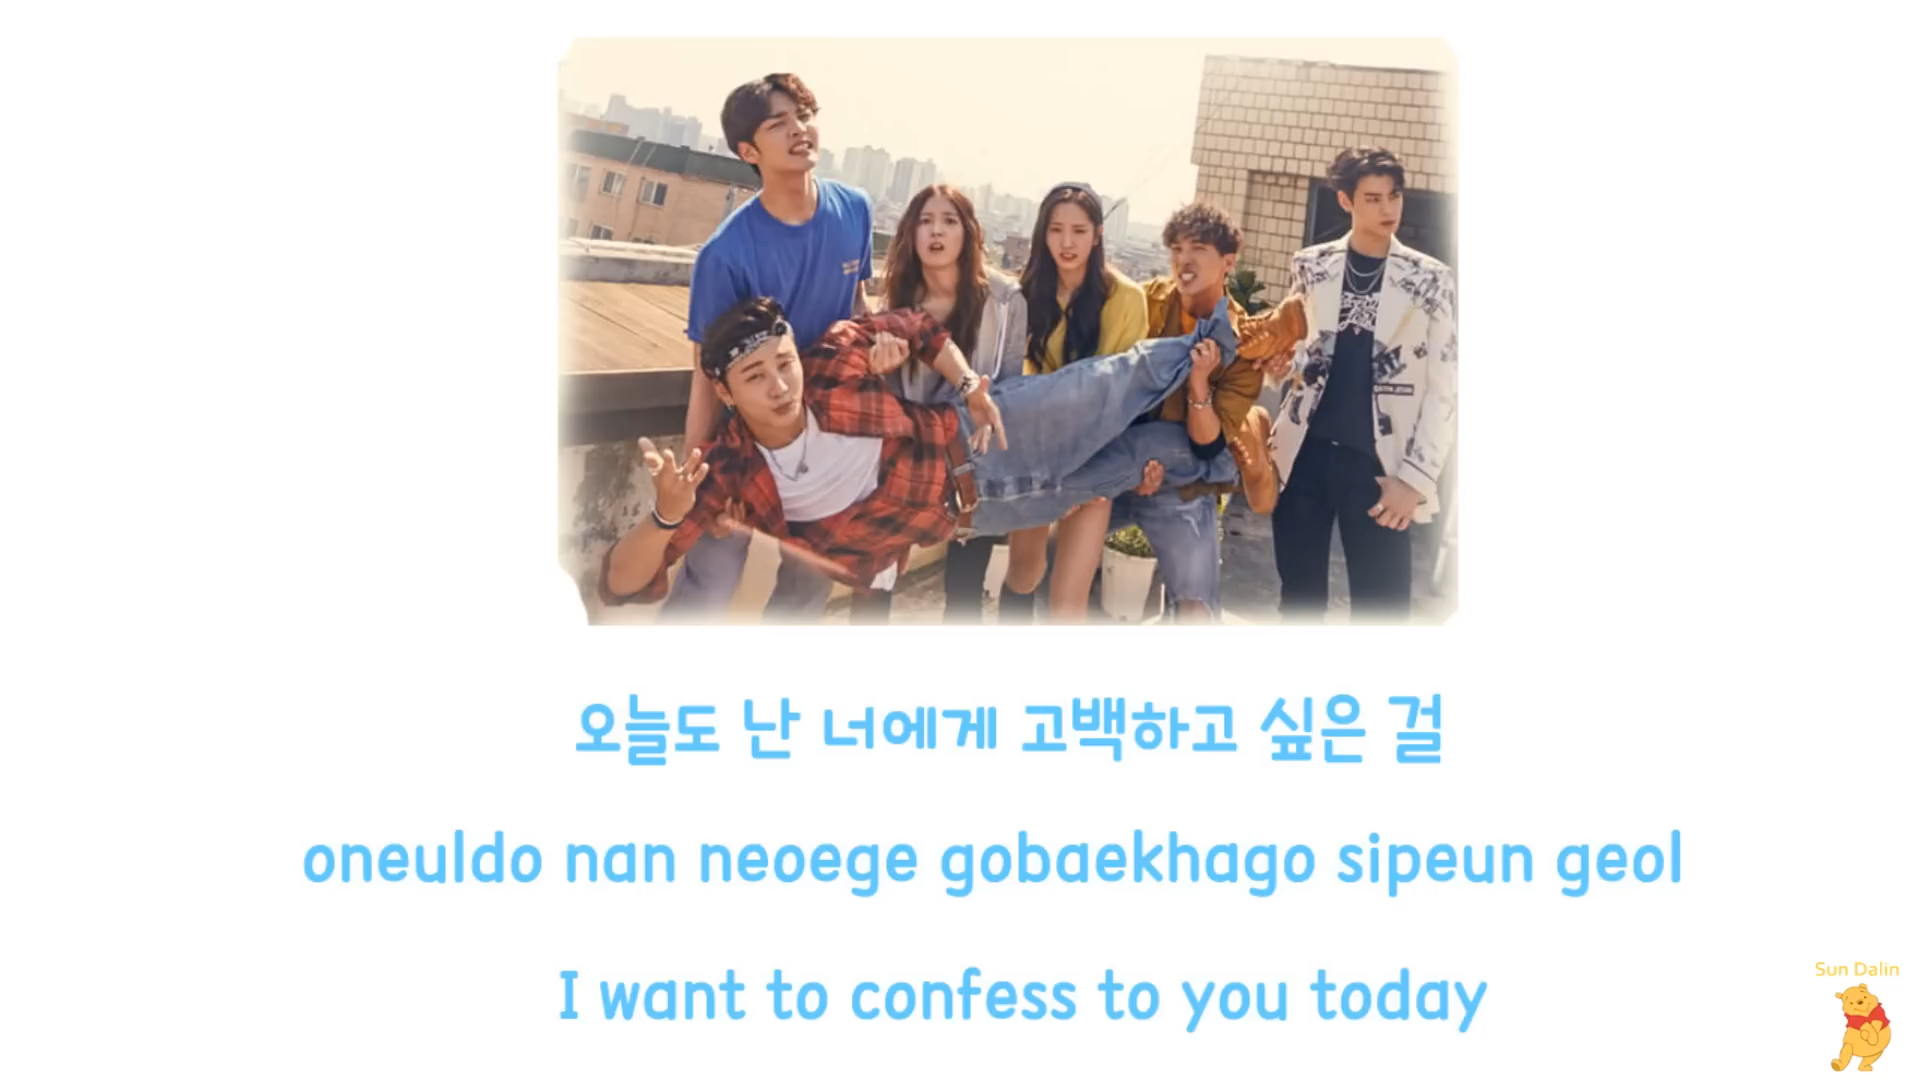 오늘도 난 너에게 고백하고 싶은 걸
oneuldo nan neoege gobaekhago sipeun geol
I want to confess to you today
Sun Dalin